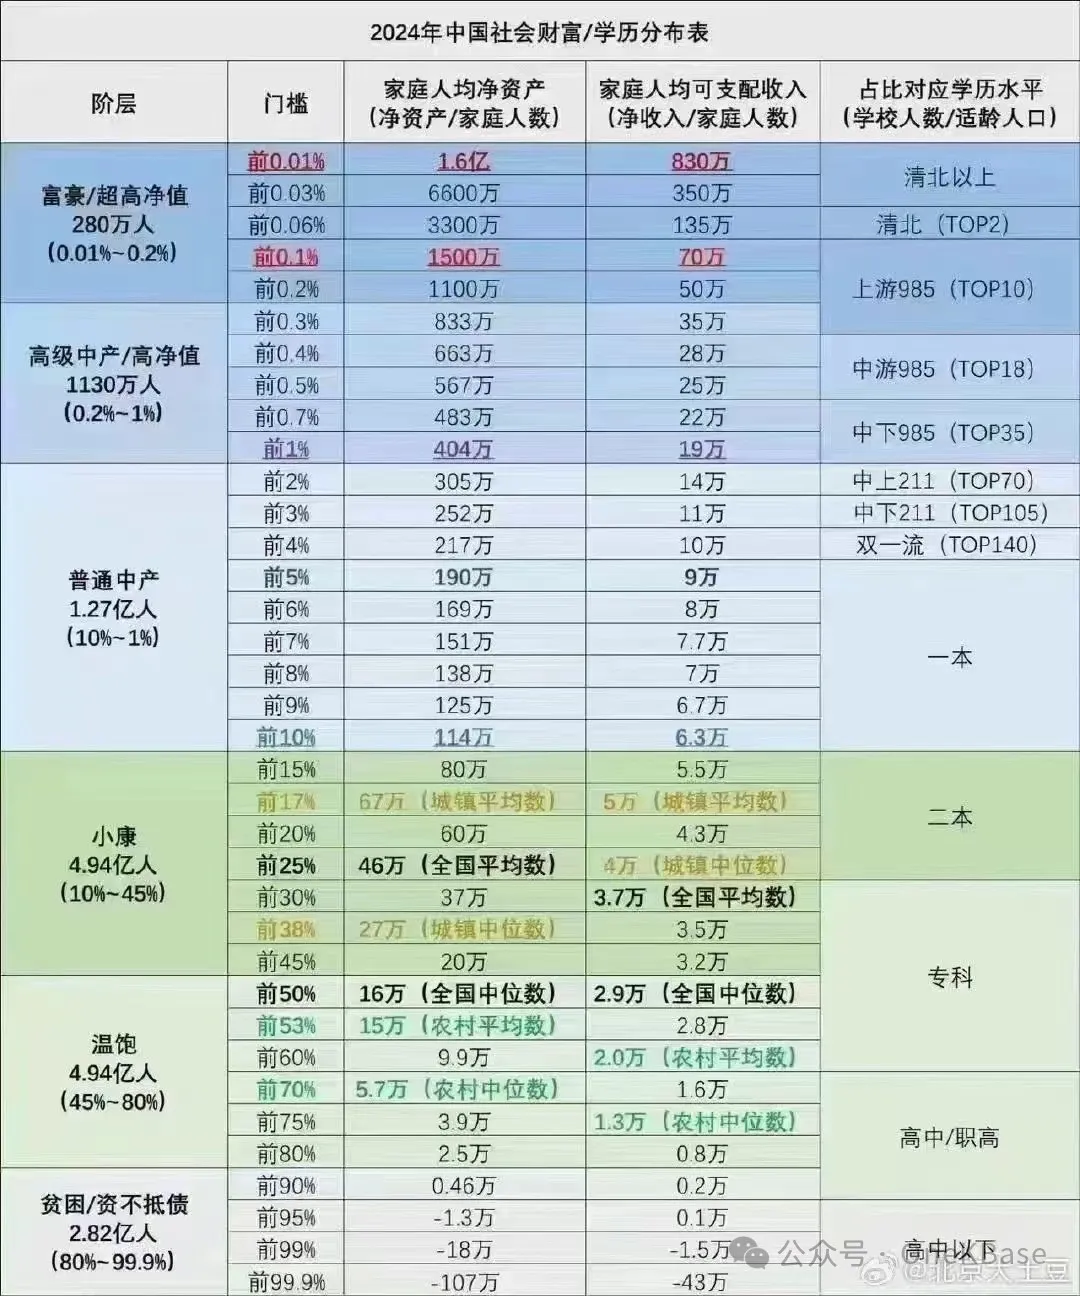 2024年中国社会财富/学历分布表
阶层 门槛 家庭人均净资产 家庭人均可支配收入 占比对应学历水平
(净资产/家庭人数) (净收入/家庭人数) (学校人数/适龄人口)
富豪/超高净值
280万人
(0.01%~0.2%)
前0.01% 1.6亿 830万 清北以上
前0.03% 6600万 350万
前0.06% 3300万 135万 清北（TOP2）
前0.1% 1500万 70万 上游985（TOP10）
前0.2% 1100万 50万
高级中产/高净值
1130万人
(0.2%~1%)
前0.3% 833万 35万
前0.4% 663万 28万 中游985（TOP18）
前0.5% 567万 25万
前0.7% 483万 22万 中下985（TOP35）
前1% 404万 19万
普通中产
1.27亿人
(10%~1%)
前2% 305万 14万 中上211（TOP70）
前3% 252万 11万 中下211（TOP105）
前4% 217万 10万 双一流（TOP140）
前5% 190万 9万 一本
前6% 169万 8万
前7% 151万 7.7万
前8% 138万 7万
前9% 125万 6.7万
前10% 114万 6.3万
小康
4.94亿人
(10%~45%)
前15% 80万 5.5万 二本
前17% 67万（城镇平均数） 5万（城镇平均数）
前20% 60万 4.3万
前25% 46万（全国平均数） 4万（城镇中位数）
前30% 37万 3.7万（全国平均数） 专科
前38% 27万（城镇中位数） 3.5万
前45% 20万 3.2万
温饱
4.94亿人
(45%~80%)
前50% 16万（全国中位数） 2.9万（全国中位数）
前53% 15万（农村平均数） 2.8万
前60% 9.9万 2.0万（农村平均数）
前70% 5.7万（农村中位数） 1.6万 高中/职高
前75% 3.9万 1.3万（农村中位数）
前80% 2.5万 0.8万
贫困/资不抵债
2.82亿人
(80%~99.9%)
前90% 0.46万 0.2万
前95% -1.3万 0.1万 高中以下
前99% -18万 -1.5万
前99.9% -107万 -43万
公众号 · OneKBase
@北京大土豆